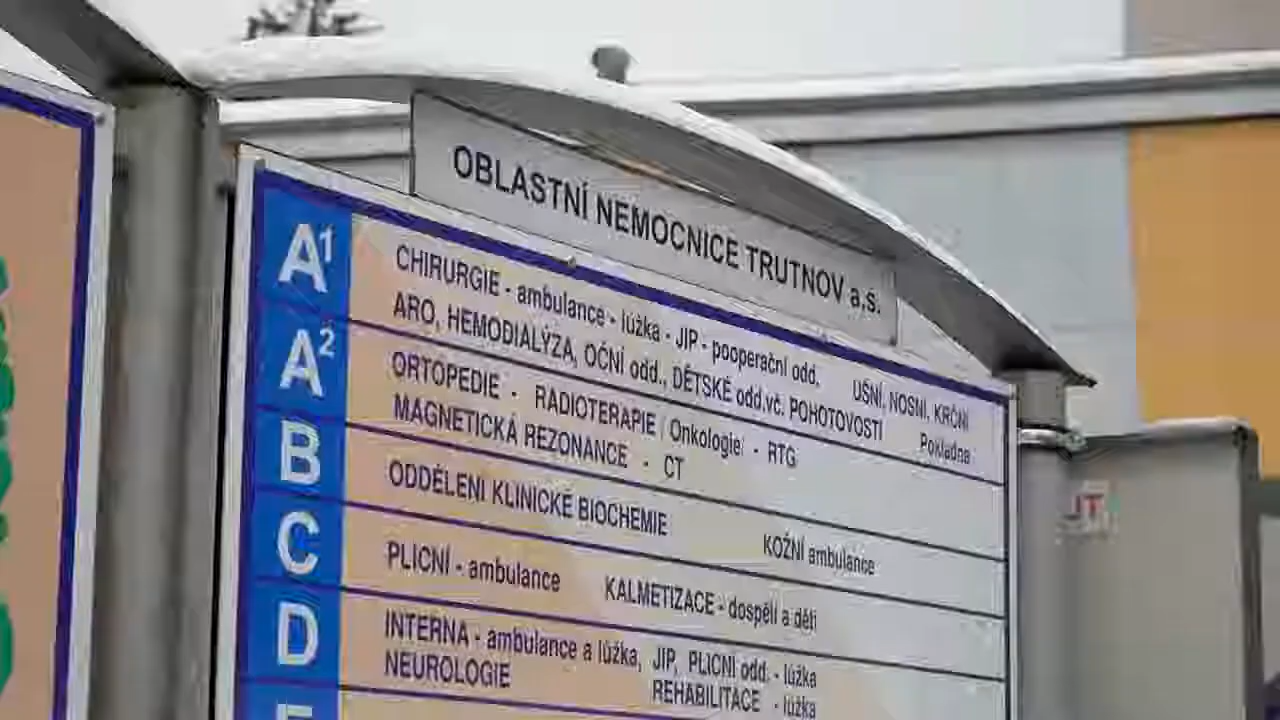 OBLASTNÍ NEMOCNICE TRUTNOV a.s.
A1
CHIRURGIE - ambulance - lůžka - JIP - pooperační odd. UŠNÍ, NOSNÍ, KRČNÍ
ARO, HEMODIALÝZA, OČNÍ odd., DĚTSKÉ odd.vč. POHOTOVOSTI Pokladna
A2
ORTOPEDIE - RADIOTERAPIE / Onkologie/ - RTG
MAGNETICKÁ REZONANCE - CT
B
ODDĚLENÍ KLINICKÉ BIOCHEMIE KOŽNÍ ambulance
C
PLICNÍ - ambulance KALMETIZACE - dospělí a děti
D
INTERNA - ambulance a lůžka, JIP, PLICNÍ odd. - lůžka
NEUROLOGIE REHABILITACE - lůžka